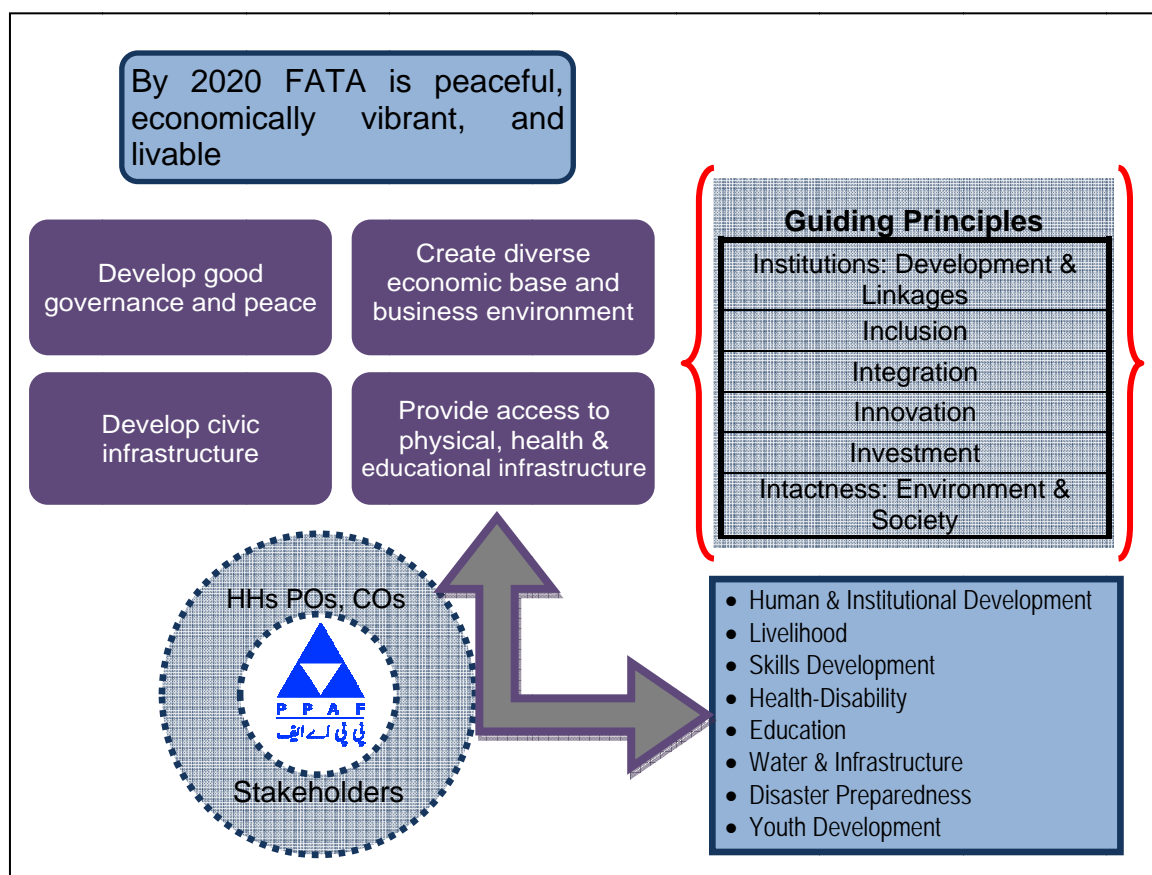 By 2020 FATA is peaceful,
economically vibrant, and
livable
Develop good
governance and peace
Create diverse
economic base and
business environment
Develop civic
infrastructure
Provide access to
physical, health &
educational infrastructure
Guiding Principles
Institutions: Development &
Linkages
Inclusion
Integration
Innovation
Investment
Intactness: Environment &
Society
HHs POs, COs
P P A F
پی پی اے ایف
Stakeholders
• Human & Institutional Development
• Livelihood
• Skills Development
• Health-Disability
• Education
• Water & Infrastructure
• Disaster Preparedness
• Youth Development